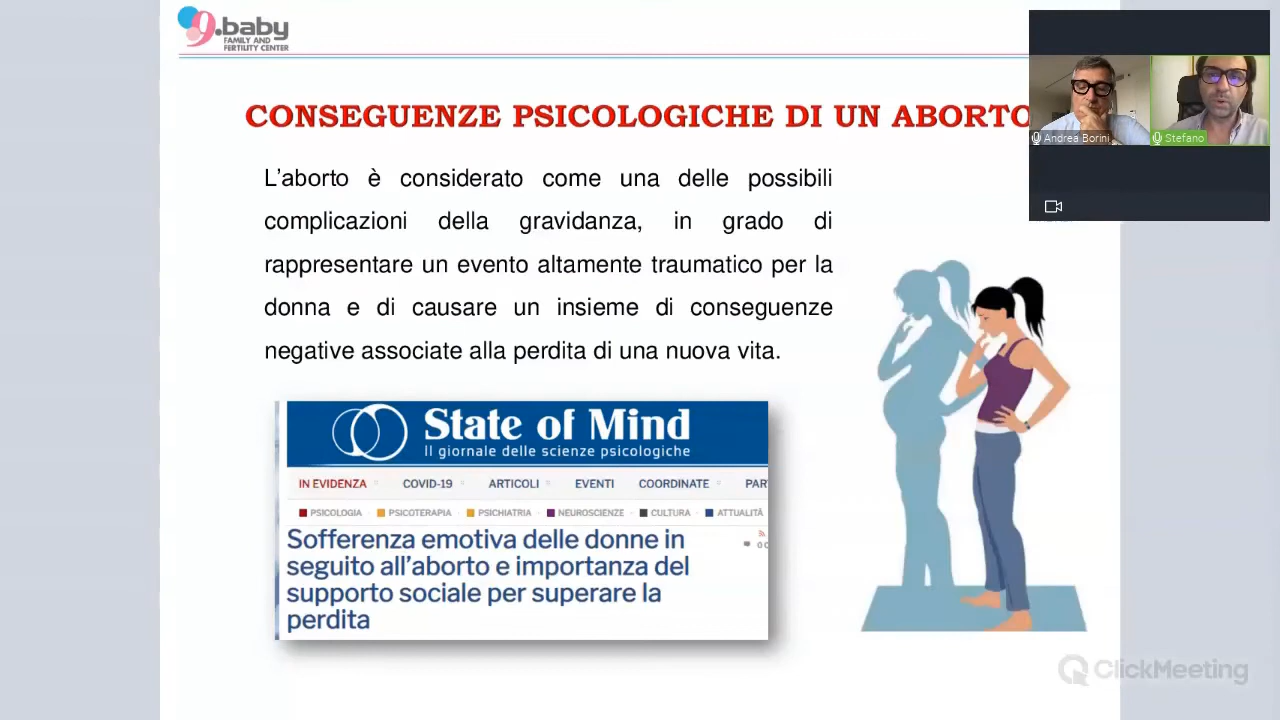 9.baby
FAMILY AND
FERTILITY CENTER
CONSEGUENZE PSICOLOGICHE DI UN ABORTO
L'aborto è considerato come una delle possibili
complicazioni della gravidanza, in grado di
rappresentare un evento altamente traumatico per la
donna e di causare un insieme di conseguenze
negative associate alla perdita di una nuova vita.
Andrea Borini
Stefano
State of Mind
Il giornale delle scienze psicologiche
IN EVIDENZA COVID-19 ARTICOLI EVENTI COORDINATE PAR
PSICOLOGIA PSICOTERAPIA PSICHIATRIA NEUROSCIENZE CULTURA ATTUALITÀ
Sofferenza emotiva delle donne in
seguito all'aborto e importanza del
supporto sociale per superare la
perdita
ClickMeeting